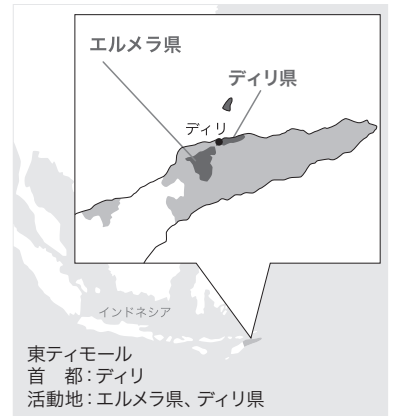 エルメラ県
ディリ県
ディリ
インドネシア
東ティモール
首　都：ディリ
活動地：エルメラ県、ディリ県